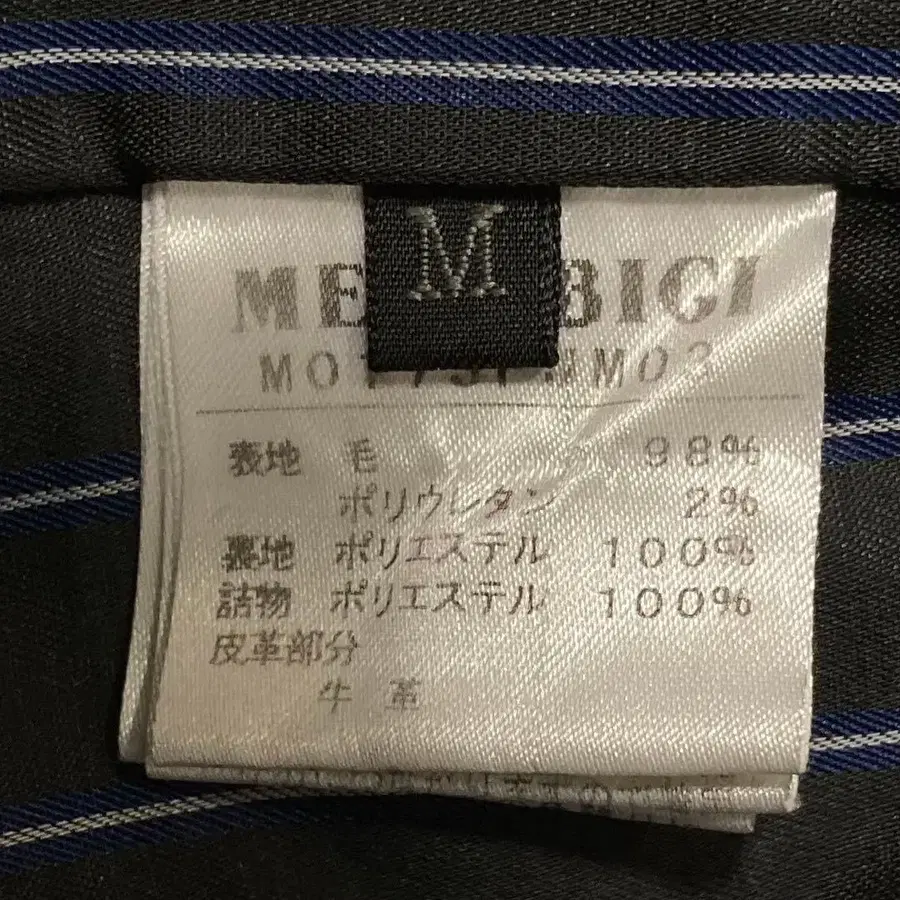 M
ME BIGI
表地 毛 98%
ポリウレタン 2%
裏地 ポリエステル 100%
詰物 ポリエステル 100%
皮革部分
牛革